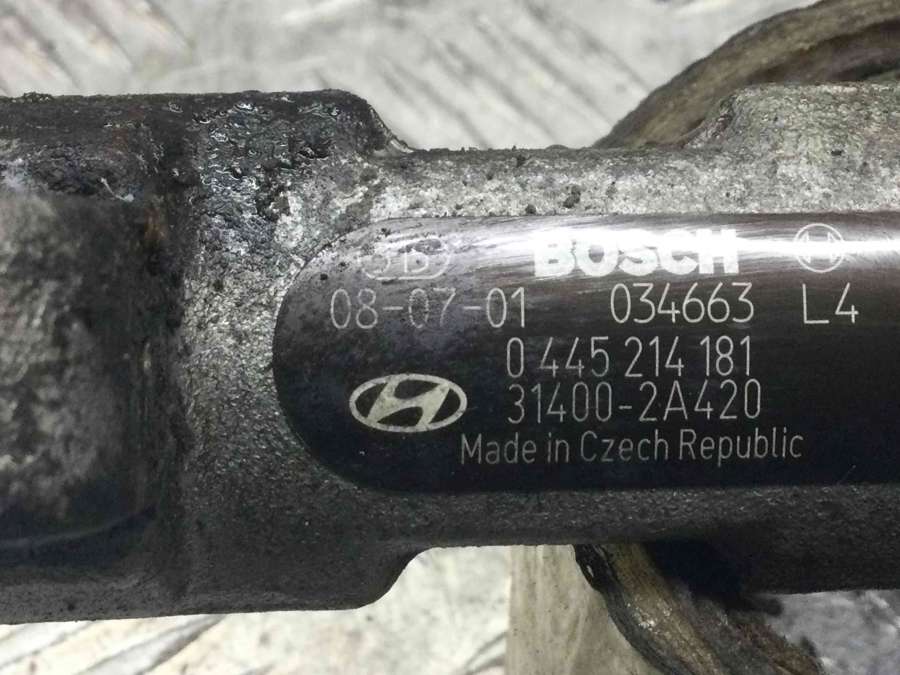 BOSCH
08-07-01 034663 L4
0 445 214 181
31400-2A420
Made in Czech Republic